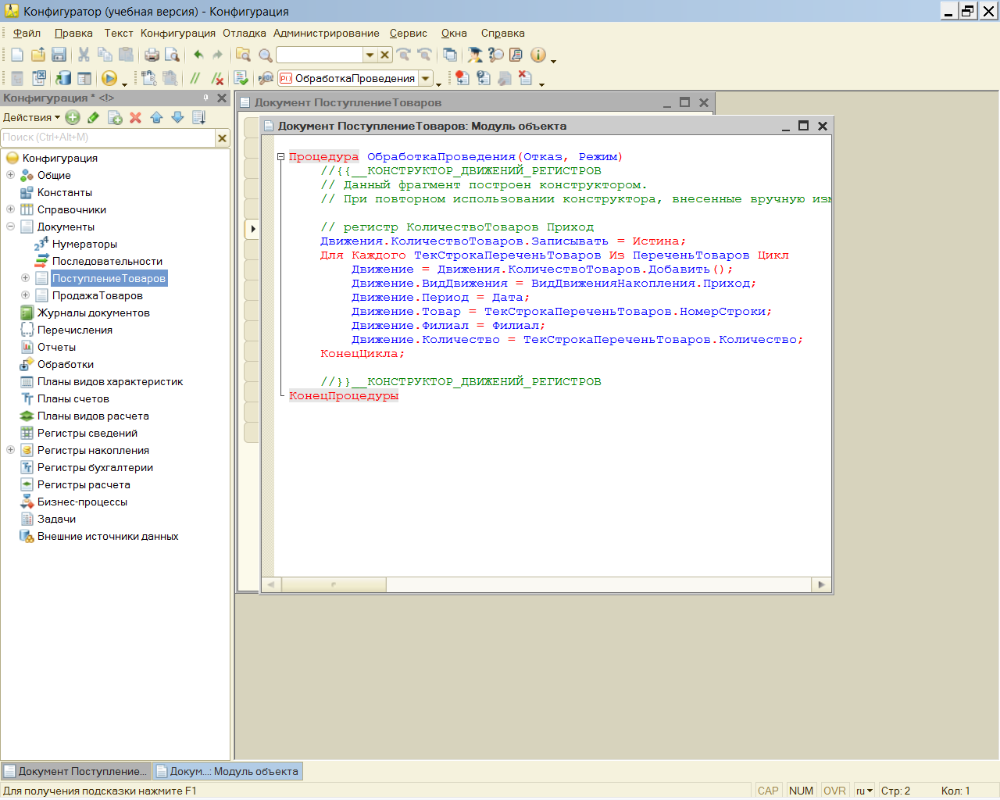 Конфигуратор (учебная версия) - Конфигурация
Файл Правка Текст Конфигурация Отладка Администрирование Сервис Окна Справка
ОбработкаПроведения
Конфигурация * <!>
Действия
Поиск (Ctrl+Alt+M)
Конфигурация
Общие
Константы
Справочники
Документы
Нумераторы
Последовательности
ПоступлениеТоваров
ПродажаТоваров
Журналы документов
Перечисления
Отчеты
Обработки
Планы видов характеристик
Планы счетов
Планы видов расчета
Регистры сведений
Регистры накопления
Регистры бухгалтерии
Регистры расчета
Бизнес-процессы
Задачи
Внешние источники данных
Документ ПоступлениеТоваров
Документ ПоступлениеТоваров: Модуль объекта
Процедура ОбработкаПроведения(Отказ, Режим)
//{{__КОНСТРУКТОР_ДВИЖЕНИЙ_РЕГИСТРОВ
// Данный фрагмент построен конструктором.
// При повторном использовании конструктора, внесенные вручную изм
// регистр КоличествоТоваров Приход
Движения.КоличествоТоваров.Записывать = Истина;
Для Каждого ТекСтрокаПереченьТоваров Из ПереченьТоваров Цикл
Движение = Движения.КоличествоТоваров.Добавить();
Движение.ВидДвижения = ВидДвиженияНакопления.Приход;
Движение.Период = Дата;
Движение.Товар = ТекСтрокаПереченьТоваров.НомерСтроки;
Движение.Филиал = Филиал;
Движение.Количество = ТекСтрокаПереченьТоваров.Количество;
КонецЦикла;
//}}__КОНСТРУКТОР_ДВИЖЕНИЙ_РЕГИСТРОВ
КонецПроцедуры
Документ Поступление... Докум...: Модуль объекта
Для получения подсказки нажмите F1 CAP NUM OVR ru Стр: 2 Кол: 1